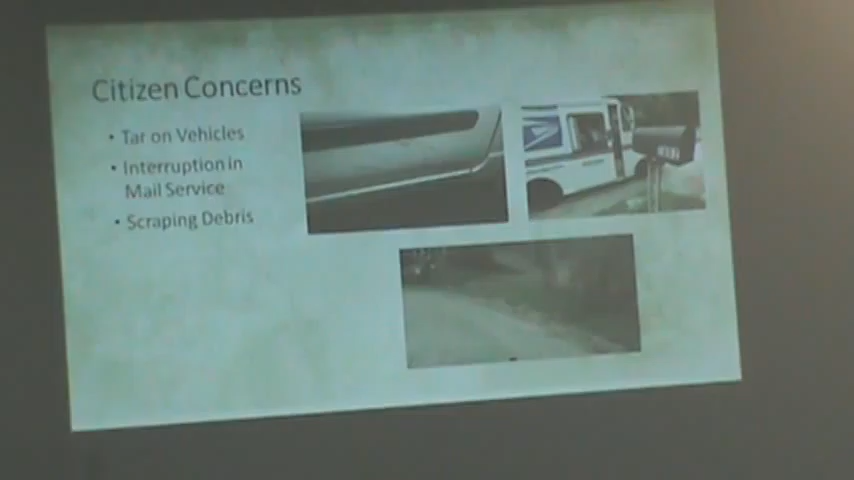 Citizen Concerns
• Tar on Vehicles
• Interruption in
Mail Service
• Scraping Debris